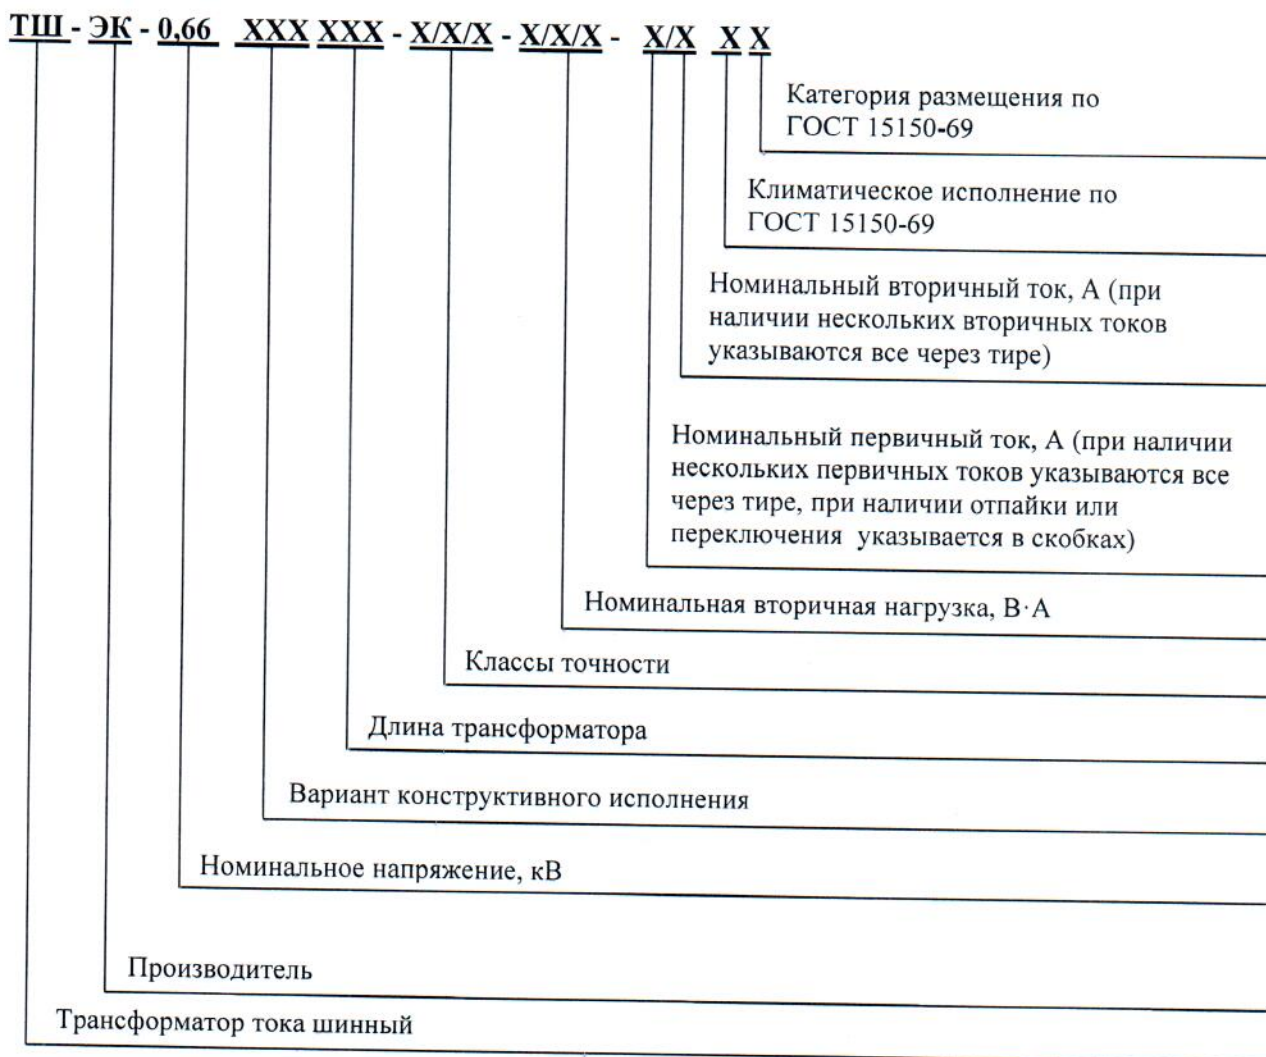 ТШ - ЭК - 0,66 XXX XXX - X/X/X - X/X/X - X/X X X
Категория размещения по
ГОСТ 15150-69
Климатическое исполнение по
ГОСТ 15150-69
Номинальный вторичный ток, А (при
наличии нескольких вторичных токов
указываются все через тире)
Номинальный первичный ток, А (при наличии
нескольких первичных токов указываются все
через тире, при наличии отпайки или
переключения указывается в скобках)
Номинальная вторичная нагрузка, В·А
Классы точности
Длина трансформатора
Вариант конструктивного исполнения
Номинальное напряжение, кВ
Производитель
Трансформатор тока шинный